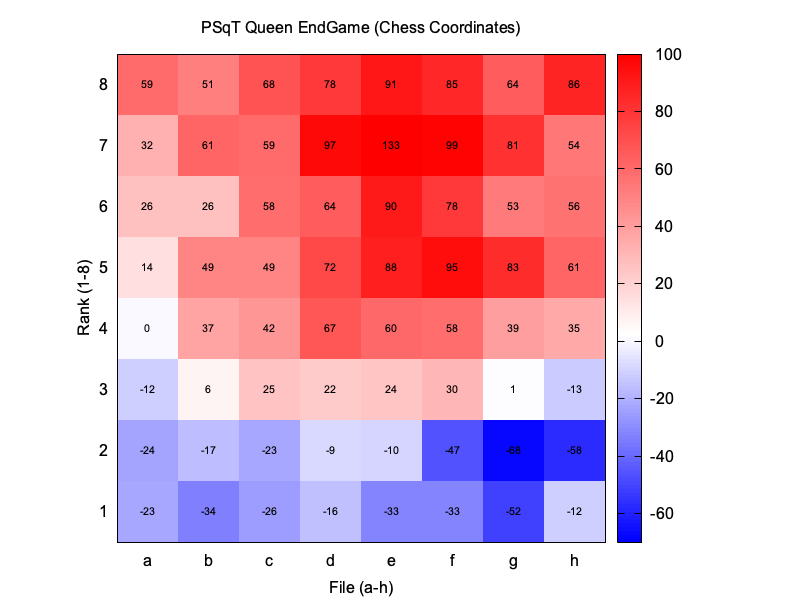 PSqT Queen EndGame (Chess Coordinates)
100
8 59 51 68 78 91 85 64 86
80
7 32 61 59 97 133 99 81 54
60
6 26 26 58 64 90 78 53 56
40
5 14 49 49 72 88 95 83 61
20
Rank (1-8)
4 0 37 42 67 60 58 39 35
0
3 -12 6 25 22 24 30 1 -13
-20
2 -24 -17 -23 -9 -10 -47 -68 -58
-40
1 -23 -34 -26 -16 -33 -33 -52 -12
-60
a b c d e f g h
File (a-h)